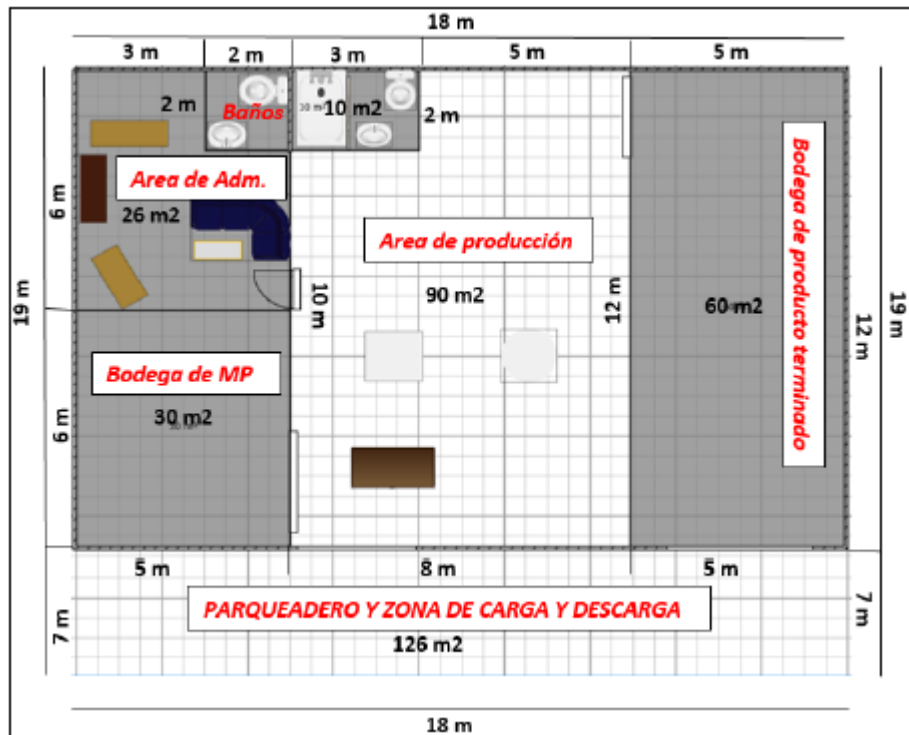 18 m
3 m
2 m
3 m
5 m
5 m
2 m
Baños
10 m2
2 m
Area de Adm.
26 m2
6 m
Area de producción
90 m2
10 m
12 m
Bodega de producto terminado
60 m2
19 m
19 m
12 m
Bodega de MP
30 m2
6 m
5 m
8 m
5 m
PARQUEADERO Y ZONA DE CARGA Y DESCARGA
126 m2
7 m
7 m
18 m